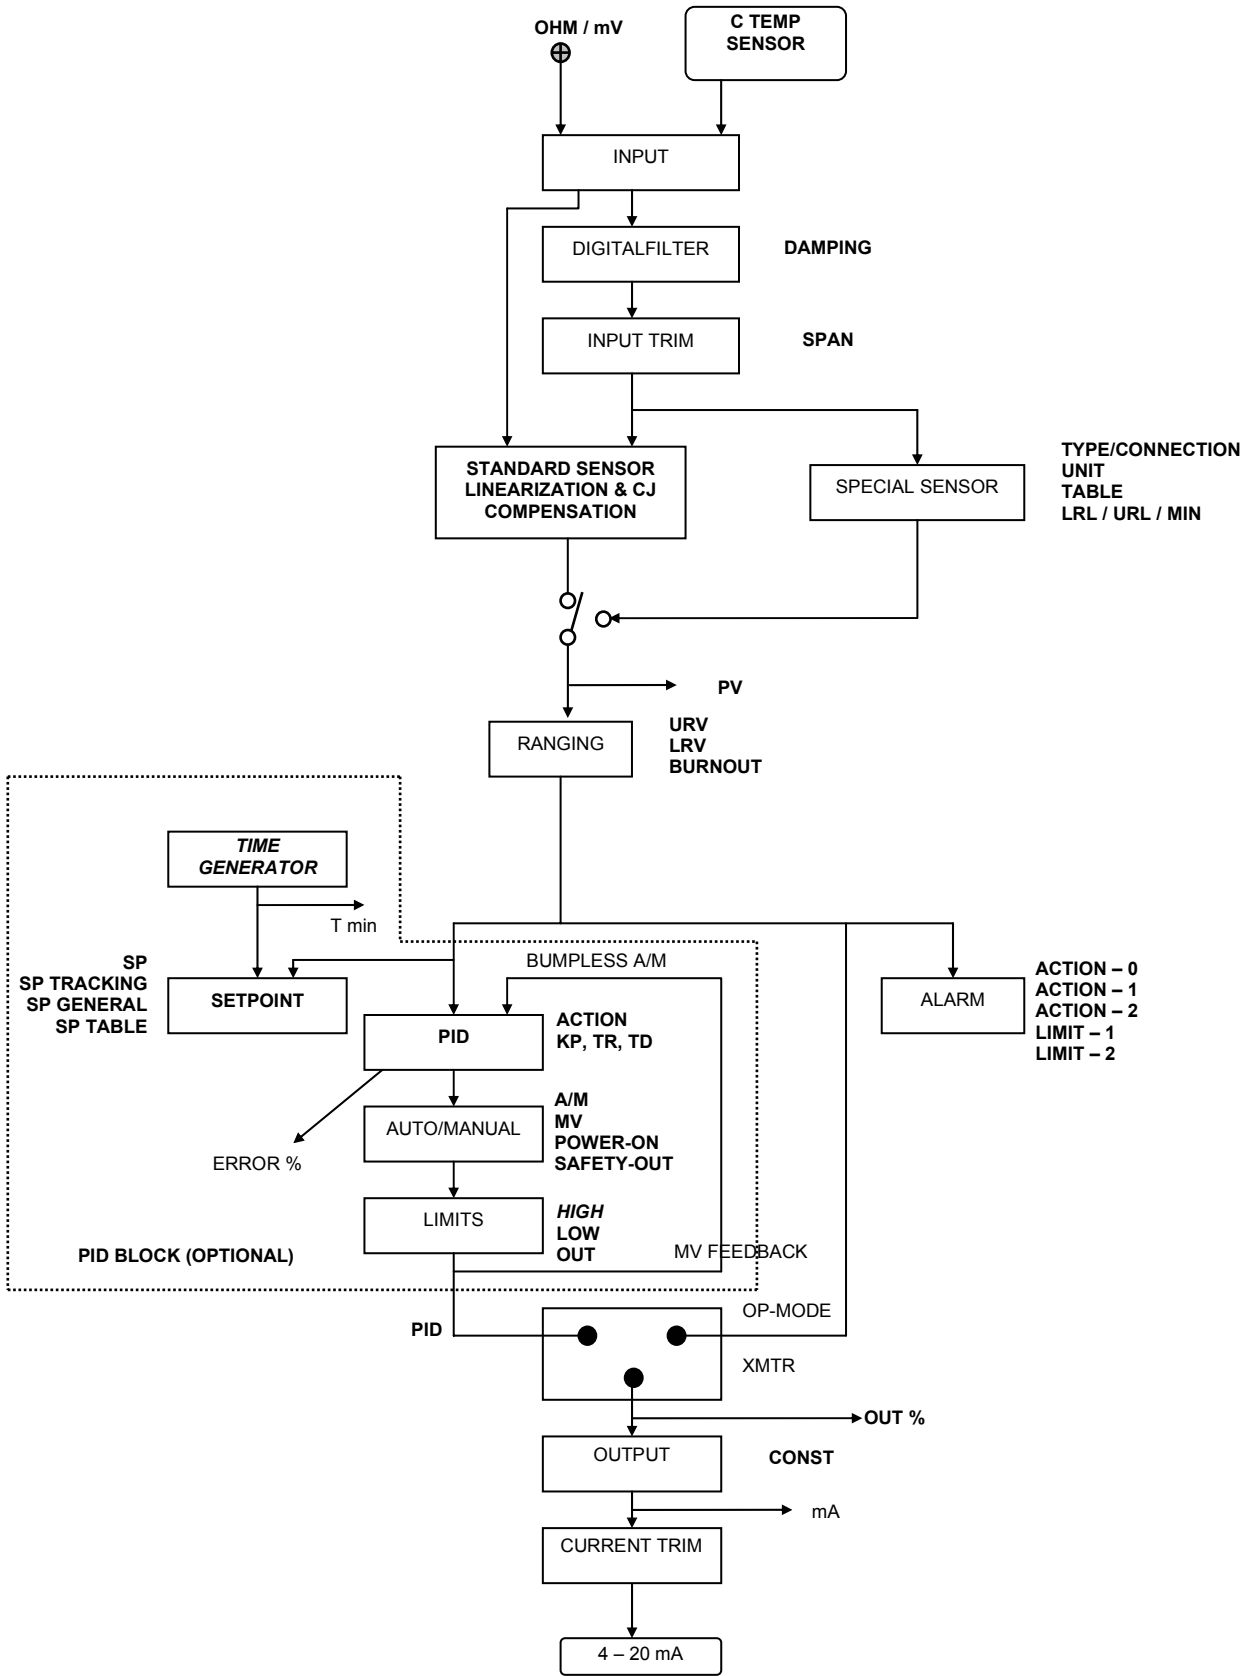 OHM / mV
C TEMP
SENSOR
INPUT
DIGITALFILTER
DAMPING
INPUT TRIM
SPAN
STANDARD SENSOR
LINEARIZATION & CJ
COMPENSATION
SPECIAL SENSOR
TYPE/CONNECTION
UNIT
TABLE
LRL / URL / MIN
PV
RANGING
URV
LRV
BURNOUT
TIME
GENERATOR
T min
SP
SP TRACKING
SP GENERAL
SP TABLE
SETPOINT
BUMPLESS A/M
PID
ACTION
KP, TR, TD
ALARM
ACTION – 0
ACTION – 1
ACTION – 2
LIMIT – 1
LIMIT – 2
AUTO/MANUAL
A/M
MV
POWER-ON
SAFETY-OUT
ERROR %
LIMITS
HIGH
LOW
OUT
MV FEEDBACK
PID BLOCK (OPTIONAL)
OP-MODE
PID
XMTR
OUT %
OUTPUT
CONST
mA
CURRENT TRIM
4 – 20 mA